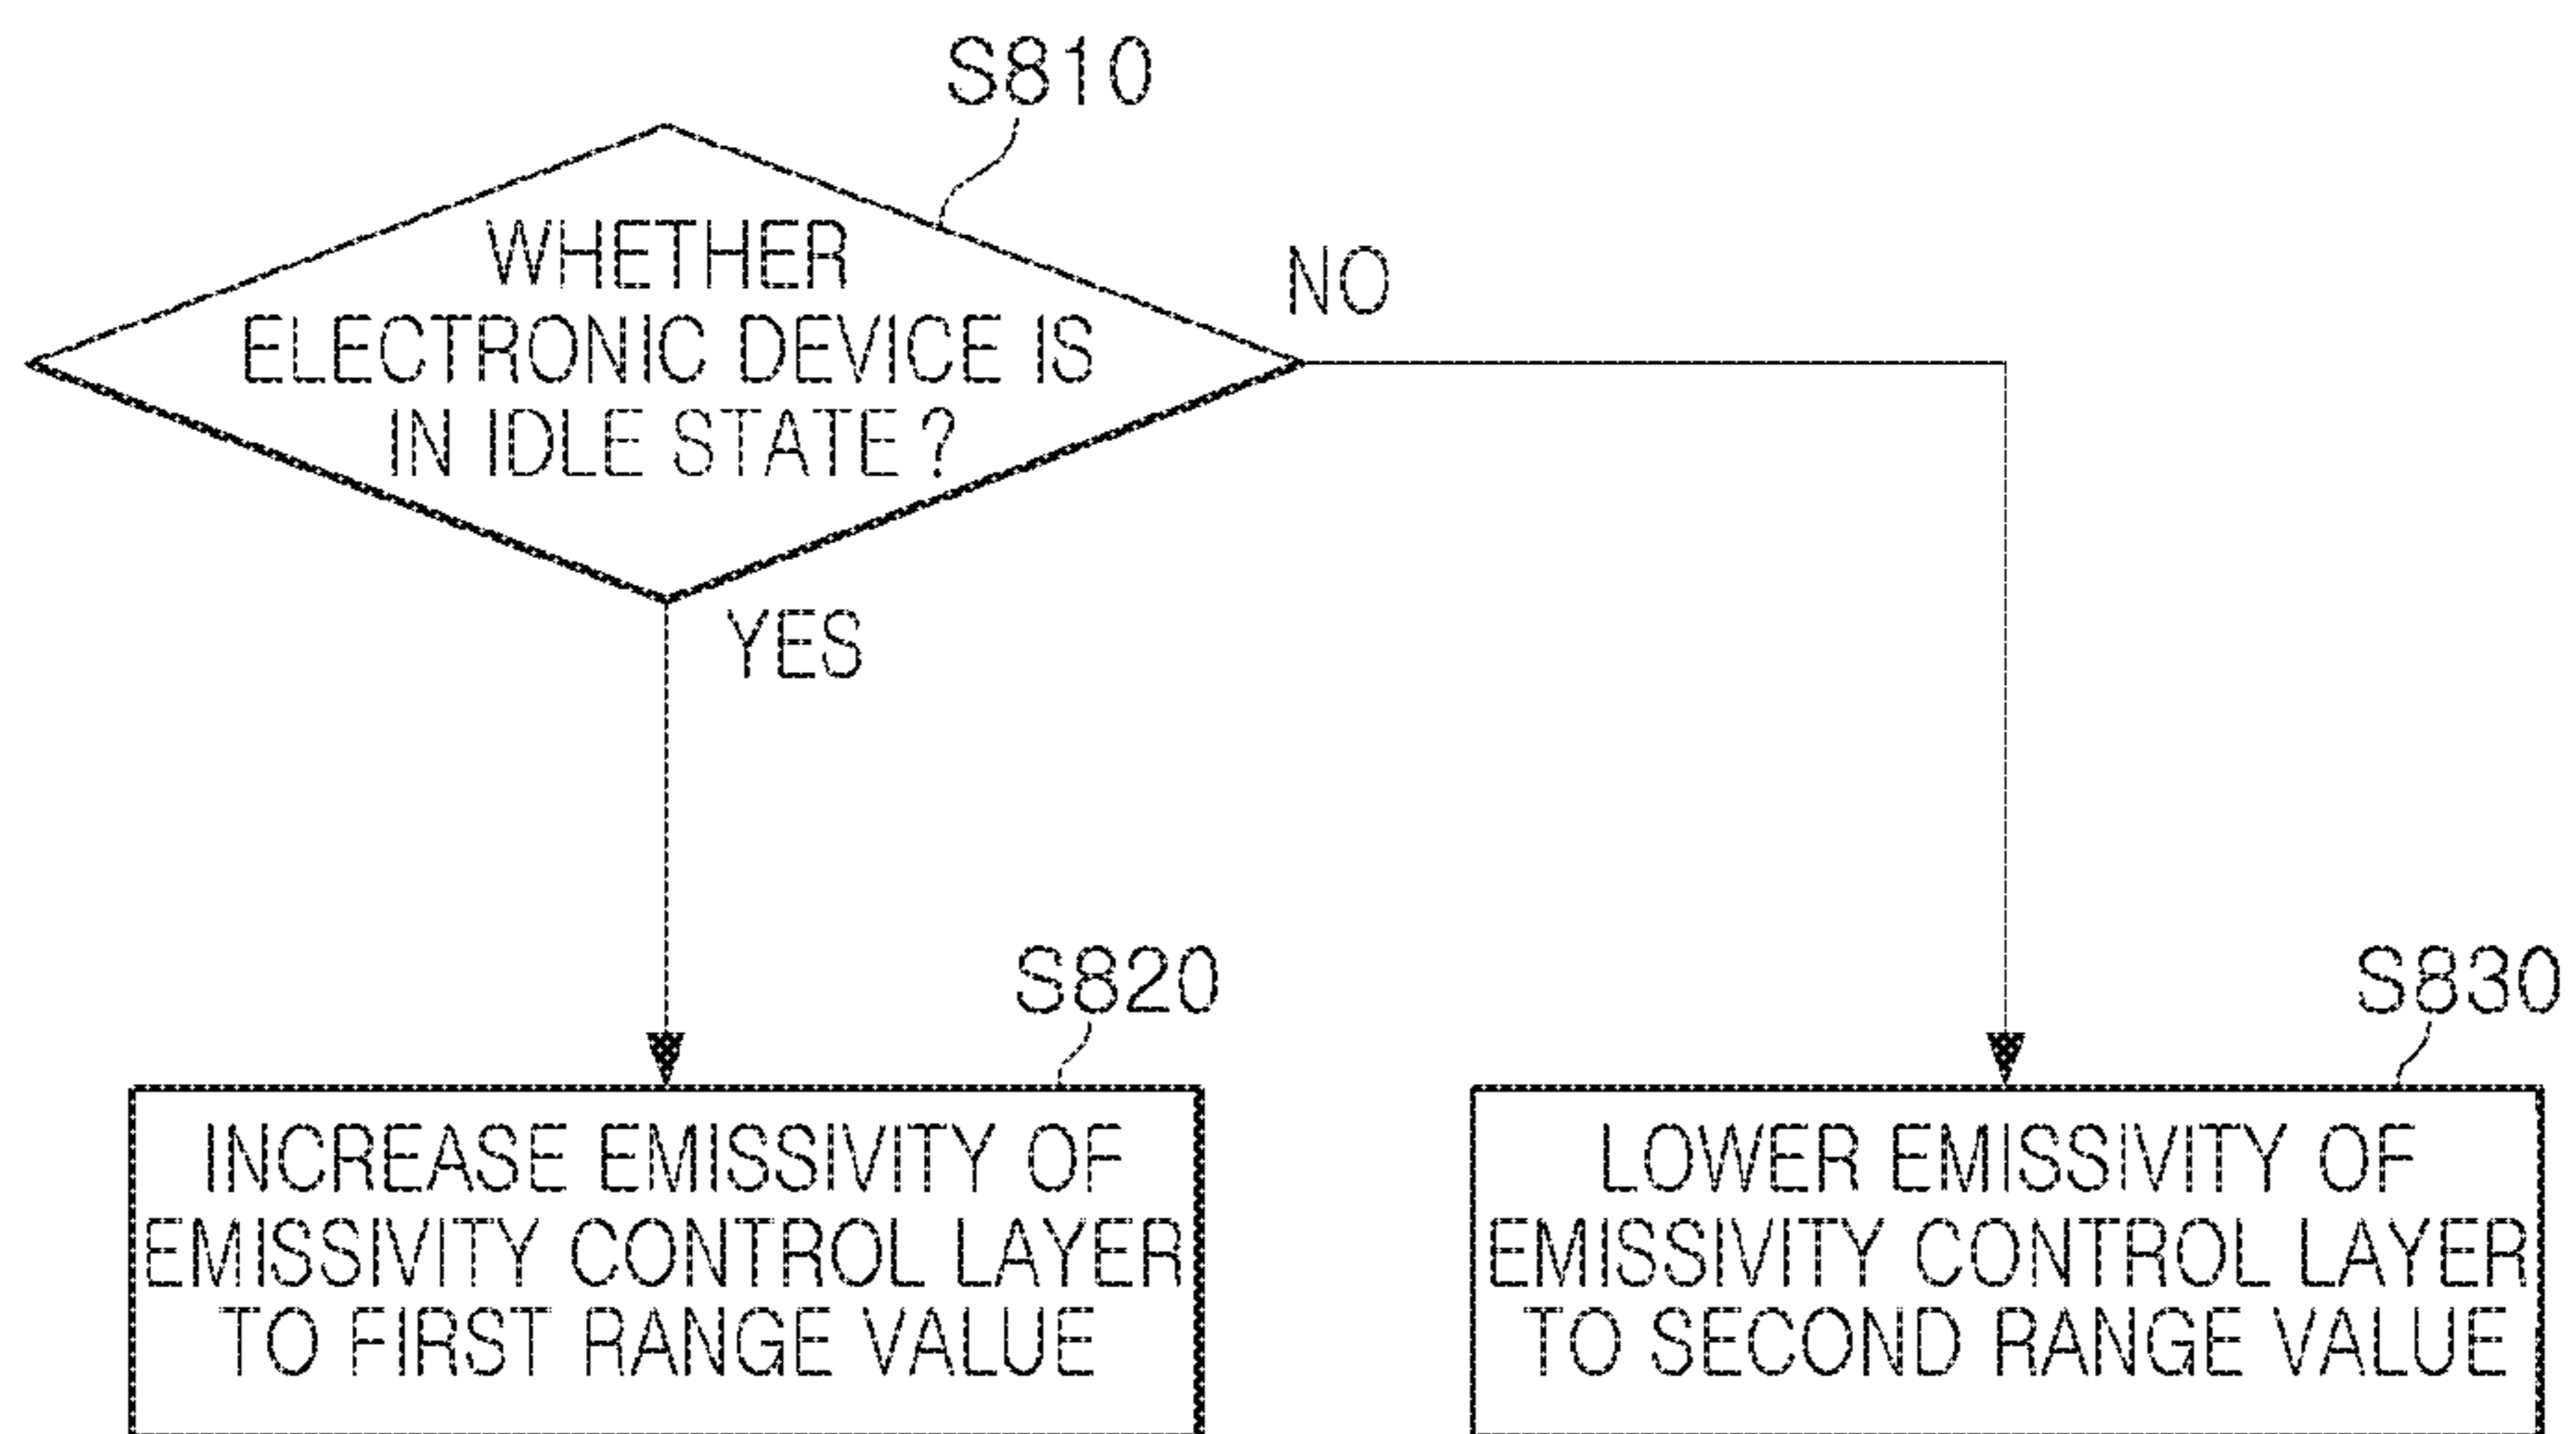 S810
WHETHER
ELECTRONIC DEVICE IS
IN IDLE STATE?
NO
YES
S820
INCREASE EMISSIVITY OF
EMISSIVITY CONTROL LAYER
TO FIRST RANGE VALUE
S830
LOWER EMISSIVITY OF
EMISSIVITY CONTROL LAYER
TO SECOND RANGE VALUE